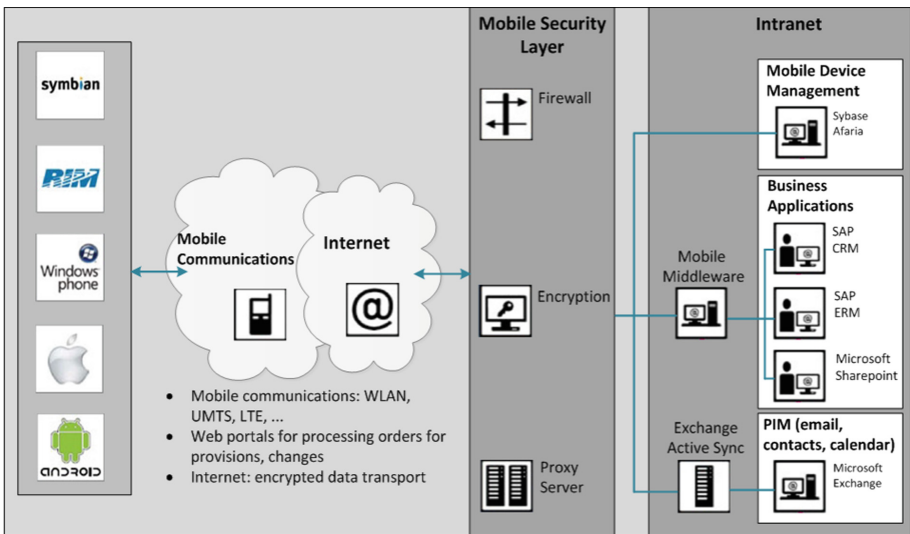 symbian
RIM
Windows
phone
ANDROID
Mobile
Communications
Internet
@
• Mobile communications: WLAN,
UMTS, LTE, ...
• Web portals for processing orders for
provisions, changes
• Internet: encrypted data transport
Mobile Security
Layer
Firewall
Encryption
Proxy
Server
Intranet
Mobile Device
Management
Sybase
Afaria
Mobile
Middleware
Business
Applications
SAP
CRM
SAP
ERM
Microsoft
Sharepoint
Exchange
Active Sync
PIM (email,
contacts, calendar)
Microsoft
Exchange